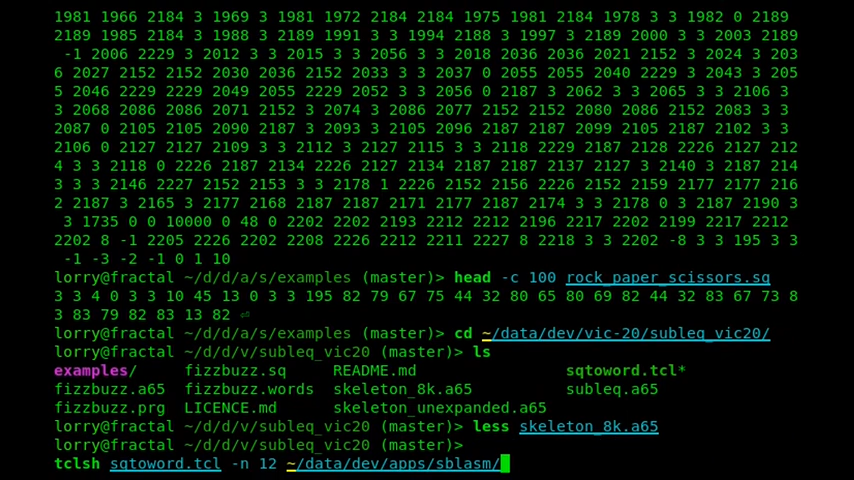 1981 1966 2184 3 1969 3 1981 1972 2184 2184 1975 1981 2184 1978 3 3 1982 0 2189
2189 1985 2184 3 1988 3 2189 1991 3 3 1994 2188 3 1997 3 2189 2000 3 3 2003 2189
-1 2006 2229 3 2012 3 3 2015 3 3 2056 3 3 2018 2036 2036 2021 2152 3 2024 3 203
6 2027 2152 2152 2030 2036 2152 2033 3 3 2037 0 2055 2055 2040 2229 3 2043 3 205
5 2046 2229 2229 2049 2055 2229 2052 3 3 2056 0 2187 3 2062 3 3 2065 3 3 2106 3
3 2068 2086 2086 2071 2152 3 2074 3 2086 2077 2152 2152 2080 2086 2152 2083 3 3
2087 0 2105 2105 2090 2187 3 2093 3 2105 2096 2187 2187 2099 2105 2187 2102 3 3
2106 0 2127 2127 2109 3 3 2112 3 2127 2115 3 3 2118 2229 2187 2128 2226 2127 212
4 3 3 2118 0 2226 2187 2134 2226 2127 2134 2187 2187 2137 2127 3 2140 3 2187 214
3 3 3 2146 2227 2152 2153 3 3 2178 1 2226 2152 2156 2226 2152 2159 2177 2177 216
2 2187 3 2165 3 2177 2168 2187 2187 2171 2177 2187 2174 3 3 2178 0 3 2187 2190 3
3 1735 0 0 10000 0 48 0 2202 2202 2193 2212 2212 2196 2217 2202 2199 2217 2212
2202 8 -1 2205 2226 2202 2208 2226 2212 2211 2227 8 2218 3 3 2202 -8 3 3 195 3 3
-1 -3 -2 -1 0 1 10
lorry@fractal ~/d/d/a/s/examples (master)> head -c 100 rock_paper_scissors.sq
3 3 4 0 3 3 10 45 13 0 3 3 195 82 79 67 75 44 32 80 65 80 69 82 44 32 83 67 73 8
3 83 79 82 83 13 82 ⏎
lorry@fractal ~/d/d/a/s/examples (master)> cd ~/data/dev/vic-20/subleq_vic20/
lorry@fractal ~/d/d/v/subleq_vic20 (master)> ls
examples/ fizzbuzz.sq README.md sqtoword.tcl*
fizzbuzz.a65 fizzbuzz.words skeleton_8k.a65 subleq.a65
fizzbuzz.prg LICENCE.md skeleton_unexpanded.a65
lorry@fractal ~/d/d/v/subleq_vic20 (master)> less skeleton_8k.a65
lorry@fractal ~/d/d/v/subleq_vic20 (master)>
tclsh sqtoword.tcl -n 12 ~/data/dev/apps/sblasm/